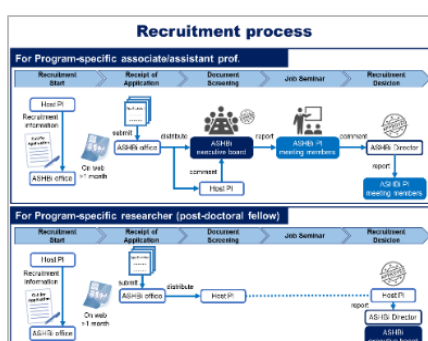 Recruitment process
For Program-specific associate/assistant prof.
Recruitment
Start
Receipt of
Application
Document
Screening
Job Seminar
Recruitment
Desicion
Host PI
Recruitment
information
ASHBi office
On web
>1 month
submit
ASHBi office
distribute
comment
ASHBi
executive board
Host PI
report
ASHBi PI
meeting members
comment
ASHBi Director
report
ASHBi PI
meeting members
For Program-specific researcher (post-doctoral fellow)
Recruitment
Start
Receipt of
Application
Document
Screening
Job Seminar
Recruitment
Desicion
Host PI
Recruitment
information
ASHBi office
On web
>1 month
submit
ASHBi office
distribute
Host PI
Host PI
report
ASHBi Director
ASHBi